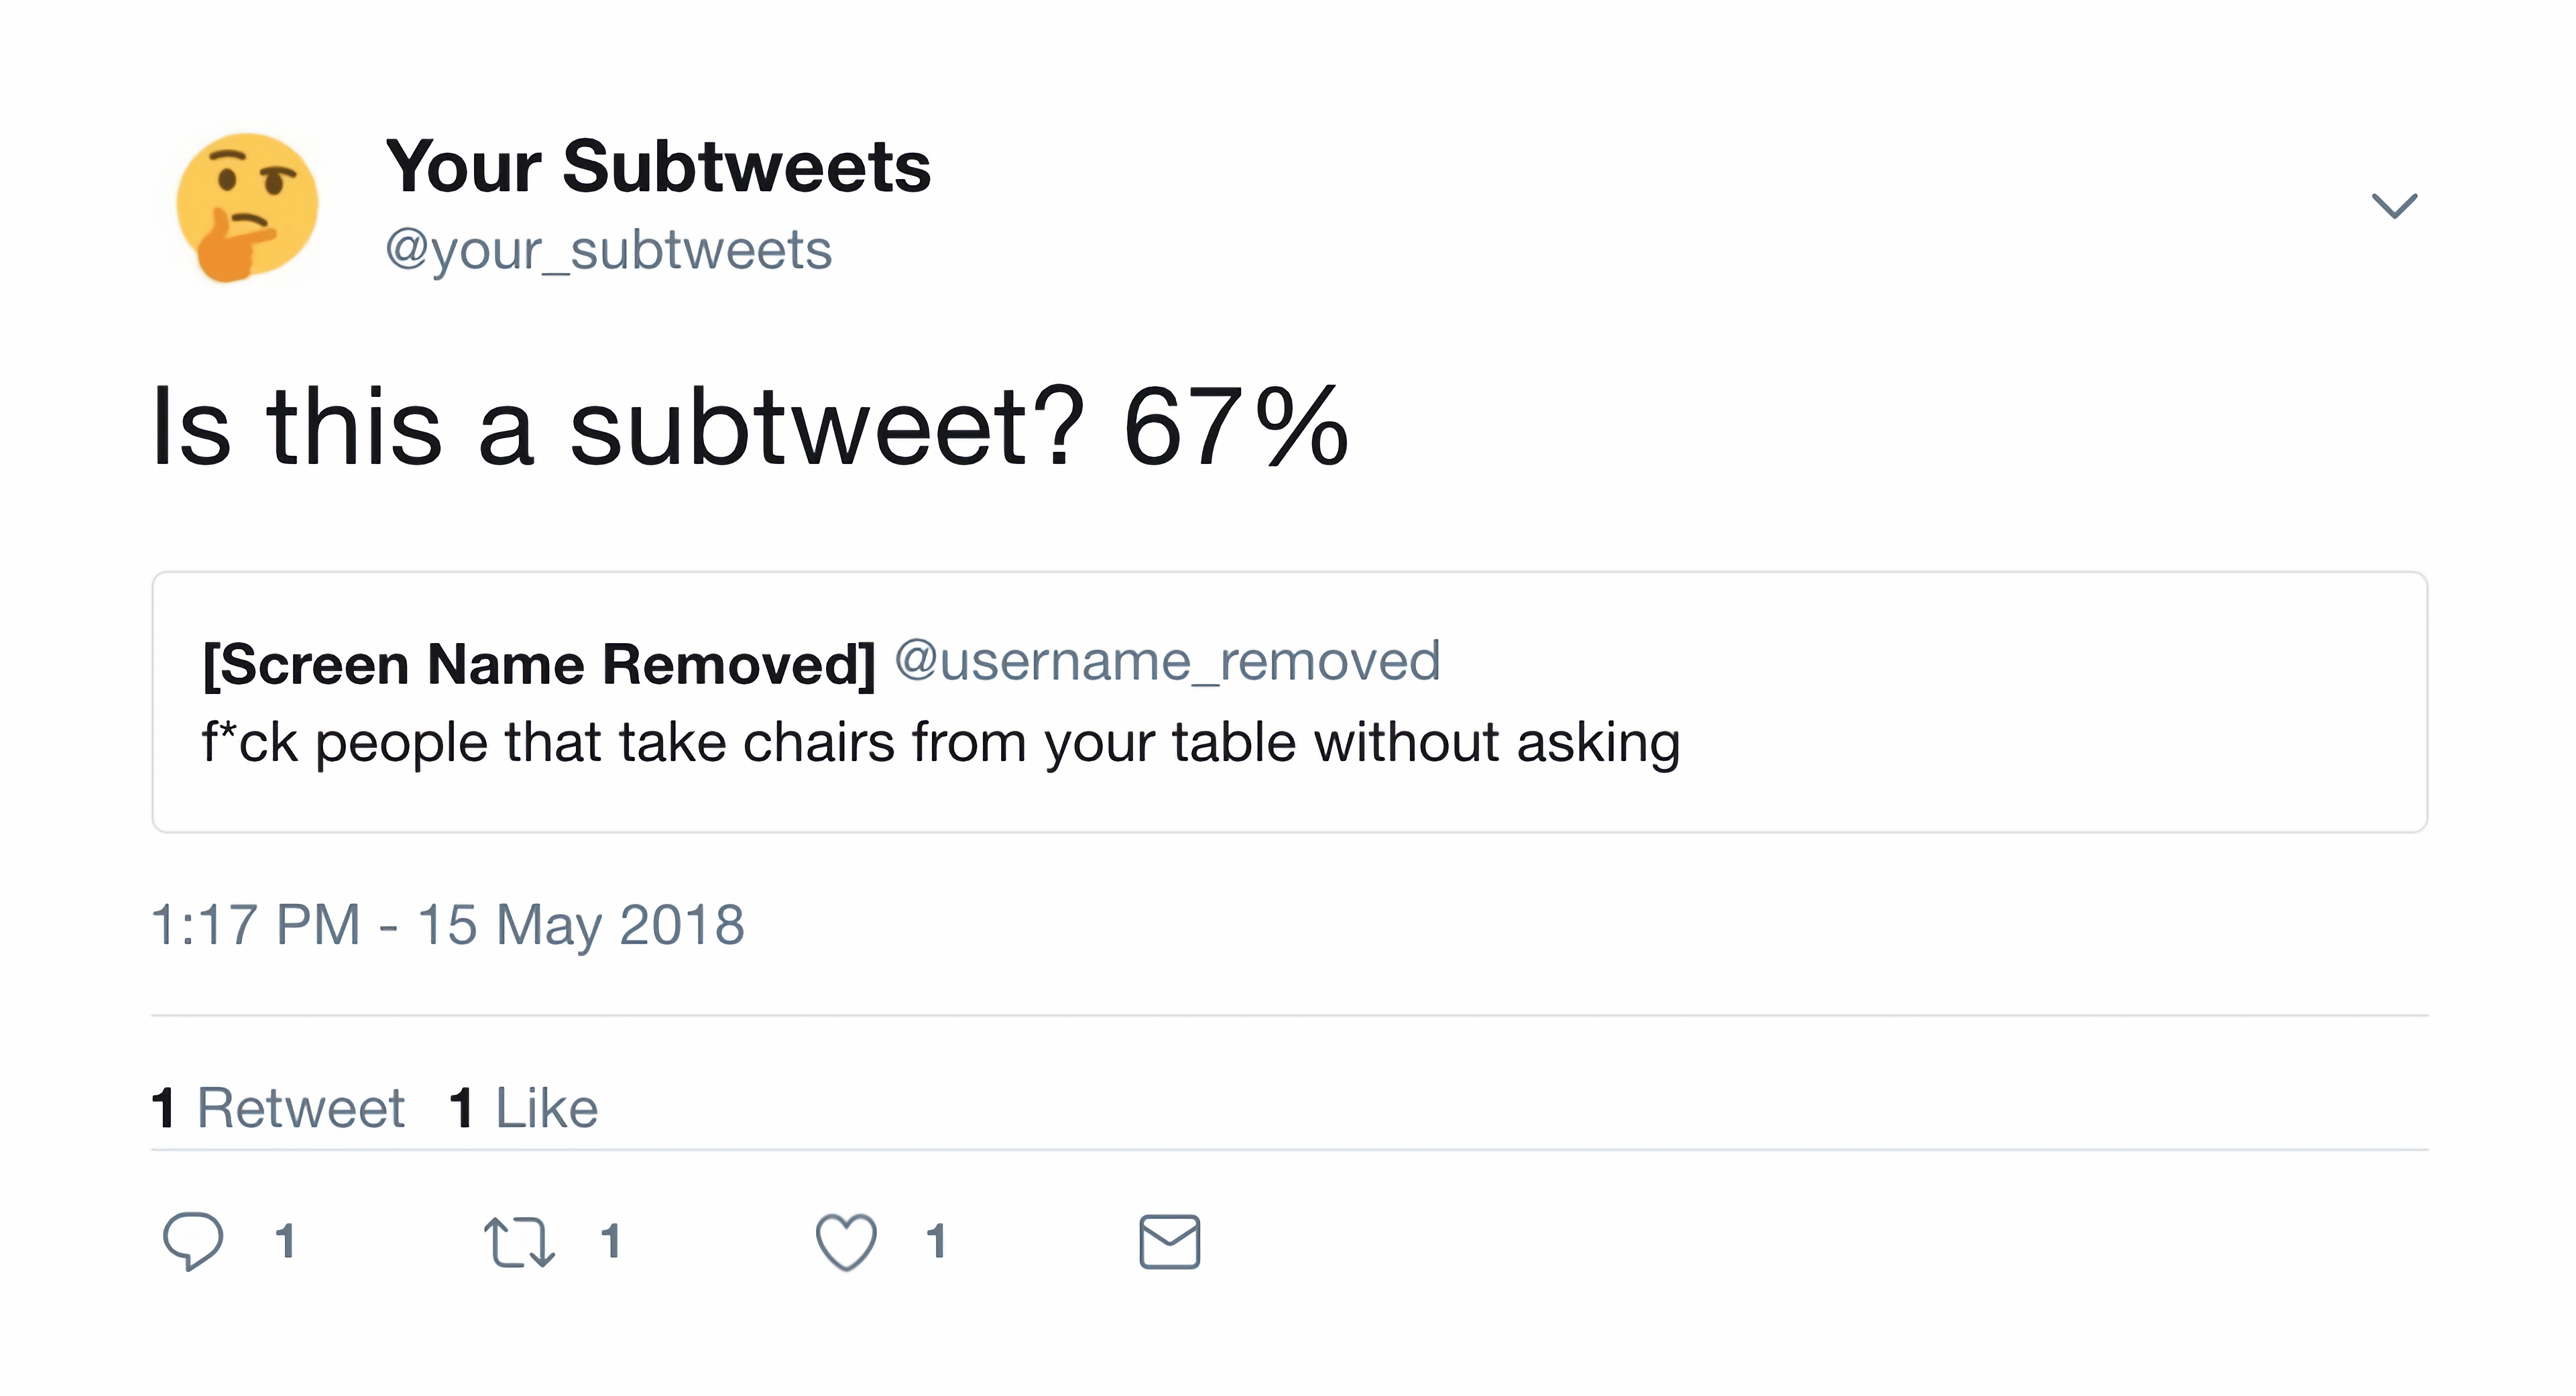 Your Subtweets
@your_subtweets
Is this a subtweet? 67%
[Screen Name Removed] @username_removed
f*ck people that take chairs from your table without asking
1:17 PM - 15 May 2018
1 Retweet 1 Like
1 1 1